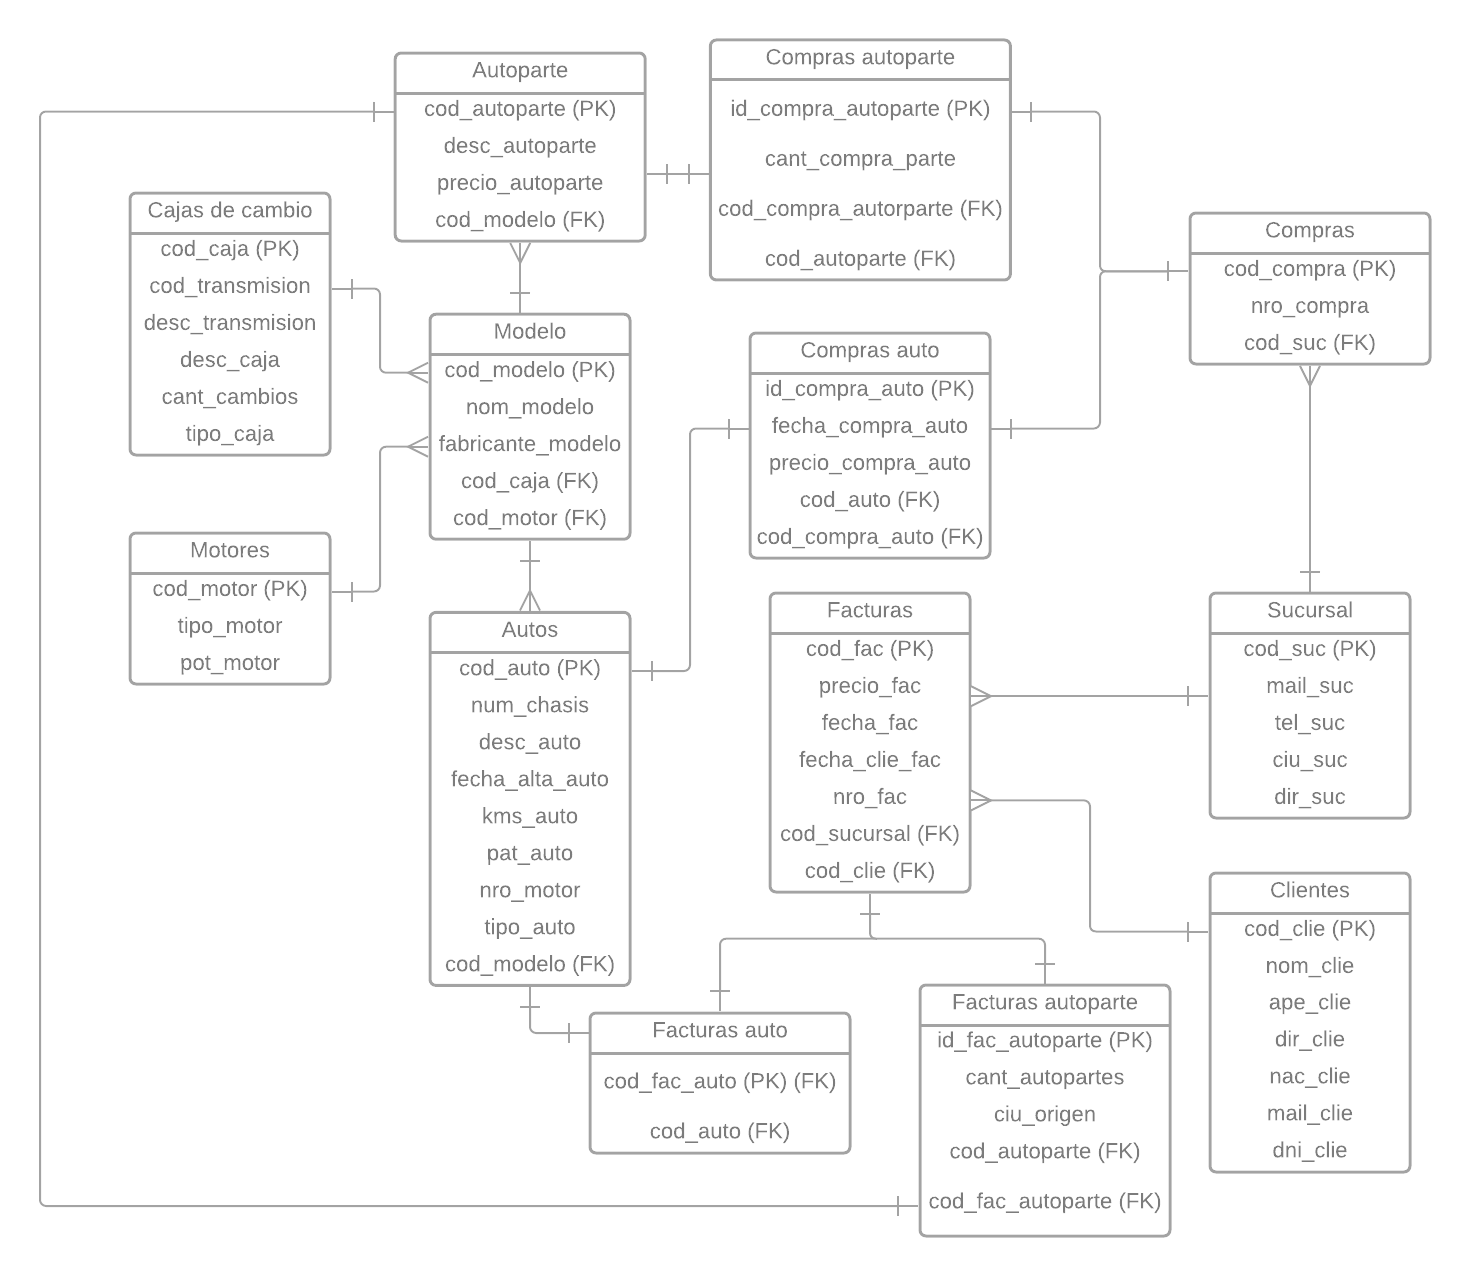 Autoparte
cod_autoparte (PK)
desc_autoparte
precio_autoparte
cod_modelo (FK)
Compras autoparte
id_compra_autoparte (PK)
cant_compra_parte
cod_compra_autorparte (FK)
cod_autoparte (FK)
Cajas de cambio
cod_caja (PK)
cod_transmision
desc_transmision
desc_caja
cant_cambios
tipo_caja
Compras
cod_compra (PK)
nro_compra
cod_suc (FK)
Modelo
cod_modelo (PK)
nom_modelo
fabricante_modelo
cod_caja (FK)
cod_motor (FK)
Compras auto
id_compra_auto (PK)
fecha_compra_auto
precio_compra_auto
cod_auto (FK)
cod_compra_auto (FK)
Motores
cod_motor (PK)
tipo_motor
pot_motor
Autos
cod_auto (PK)
num_chasis
desc_auto
fecha_alta_auto
kms_auto
pat_auto
nro_motor
tipo_auto
cod_modelo (FK)
Facturas
cod_fac (PK)
precio_fac
fecha_fac
fecha_clie_fac
nro_fac
cod_sucursal (FK)
cod_clie (FK)
Sucursal
cod_suc (PK)
mail_suc
tel_suc
ciu_suc
dir_suc
Clientes
cod_clie (PK)
nom_clie
ape_clie
dir_clie
nac_clie
mail_clie
dni_clie
Facturas auto
cod_fac_auto (PK) (FK)
cod_auto (FK)
Facturas autoparte
id_fac_autoparte (PK)
cant_autopartes
ciu_origen
cod_autoparte (FK)
cod_fac_autoparte (FK)